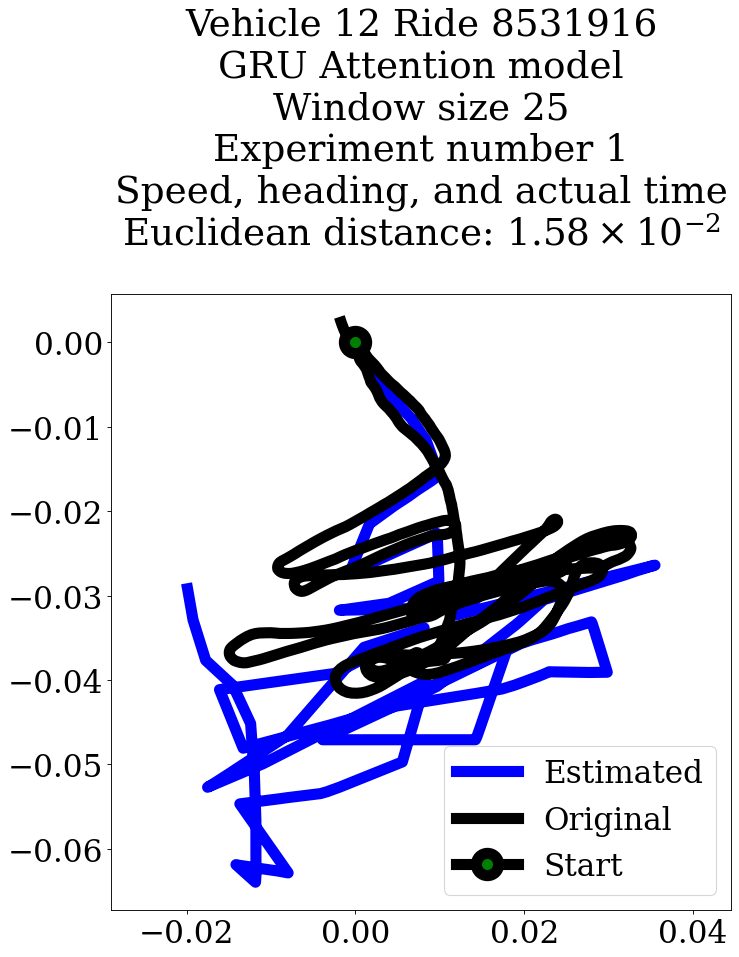 Vehicle 12 Ride 8531916
GRU Attention model
Window size 25
Experiment number 1
Speed, heading, and actual time
Euclidean distance: 1.58 × 10⁻²
0.00
−0.01
−0.02
−0.03
−0.04
−0.05
−0.06
Estimated
Original
Start
−0.02 0.00 0.02 0.04